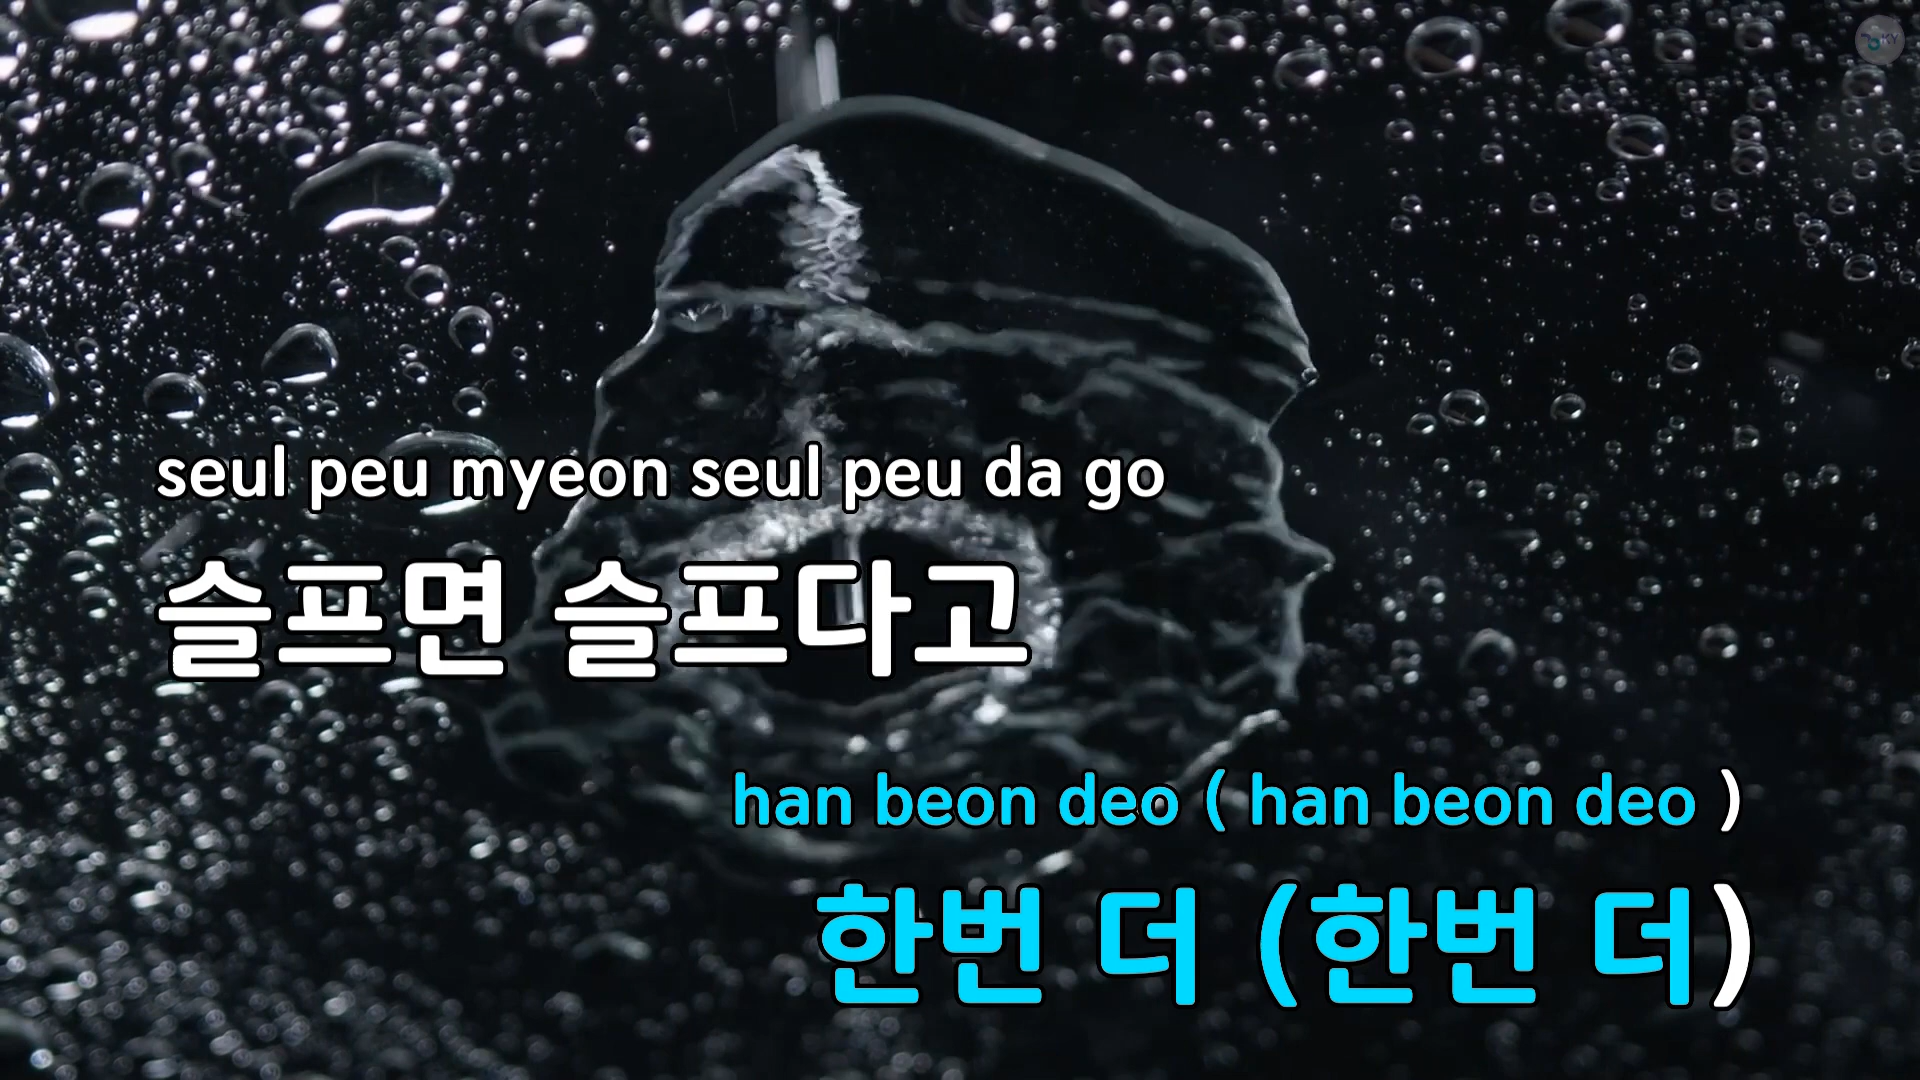 KY
seul peu myeon seul peu da go
슬프면 슬프다고
han beon deo ( han beon deo )
한번 더 (한번 더)